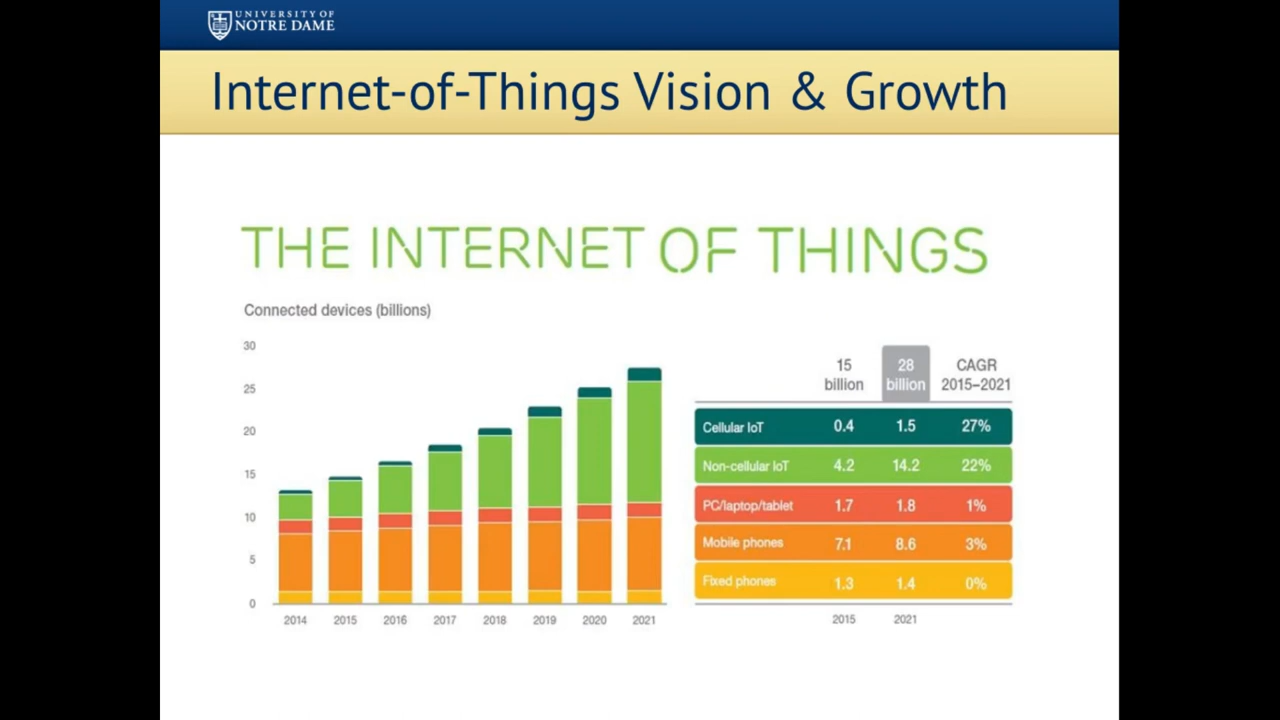 UNIVERSITY OF
NOTRE DAME
Internet-of-Things Vision & Growth
THE INTERNET OF THINGS
Connected devices (billions)
30
25
20
15
10
5
0
2014 2015 2016 2017 2018 2019 2020 2021
15 28 CAGR
billion billion 2015–2021
Cellular IoT 0.4 1.5 27%
Non-cellular IoT 4.2 14.2 22%
PC/laptop/tablet 1.7 1.8 1%
Mobile phones 7.1 8.6 3%
Fixed phones 1.3 1.4 0%
2015 2021